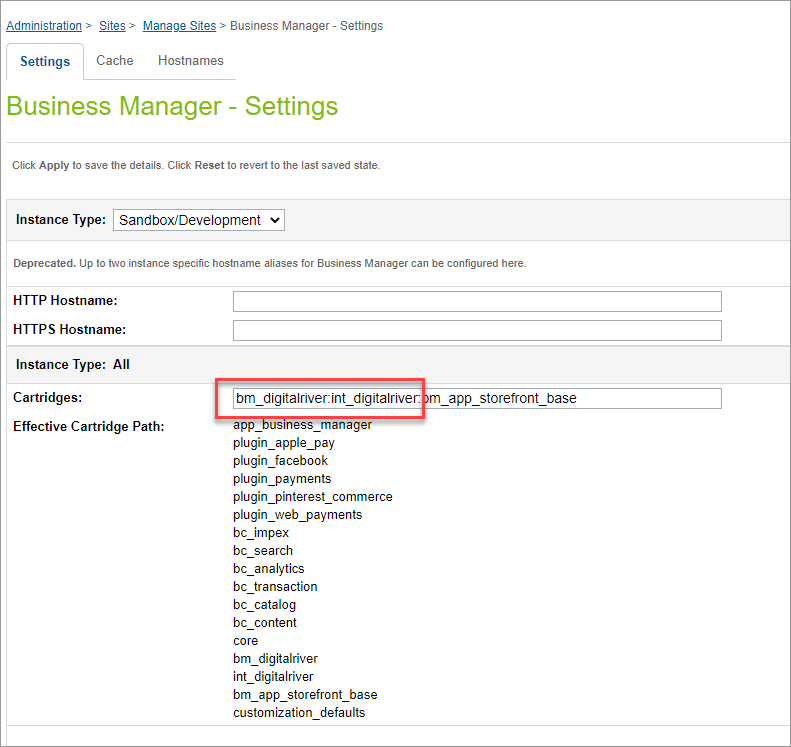 Administration > Sites > Manage Sites > Business Manager - Settings
Settings Cache Hostnames
Business Manager - Settings
Click Apply to save the details. Click Reset to revert to the last saved state.
Instance Type: Sandbox/Development
Deprecated. Up to two instance specific hostname aliases for Business Manager can be configured here.
HTTP Hostname:
HTTPS Hostname:
Instance Type: All
Cartridges: bm_digitalriver:int_digitalriver:bm_app_storefront_base
Effective Cartridge Path: app_business_manager
plugin_apple_pay
plugin_facebook
plugin_payments
plugin_pinterest_commerce
plugin_web_payments
bc_impex
bc_search
bc_analytics
bc_transaction
bc_catalog
bc_content
core
bm_digitalriver
int_digitalriver
bm_app_storefront_base
customization_defaults